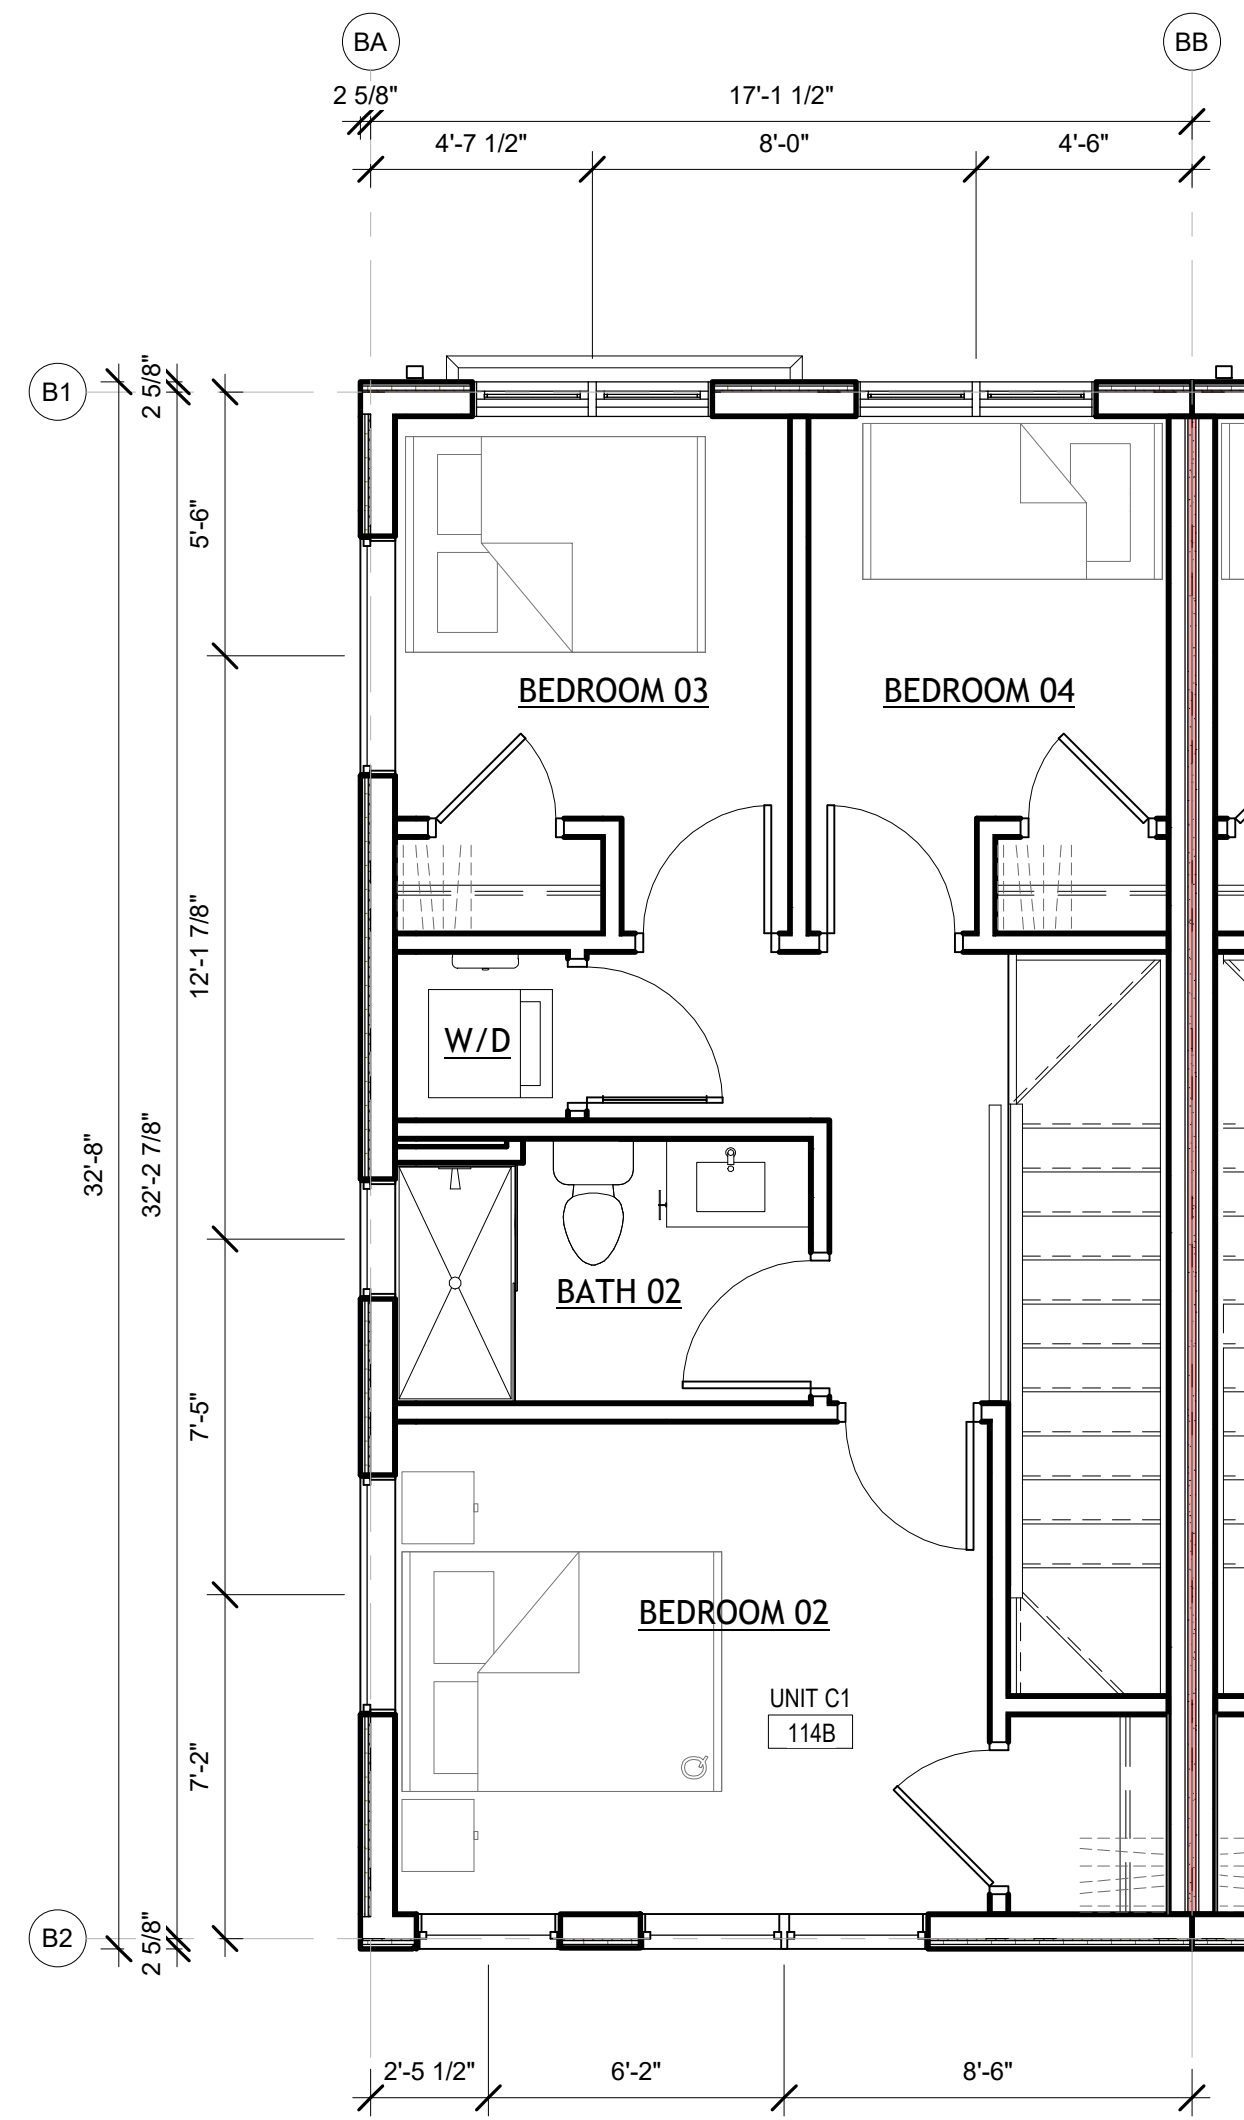 BA
BB
2 5/8"
17'-1 1/2"
4'-7 1/2"
8'-0"
4'-6"
B1
2 5/8"
5'-6"
BEDROOM 03
BEDROOM 04
12'-1 7/8"
W/D
32'-8"
32'-2 7/8"
BATH 02
7'-5"
BEDROOM 02
UNIT C1
114B
Q
7'-2"
B2
2 5/8"
2'-5 1/2"
6'-2"
8'-6"